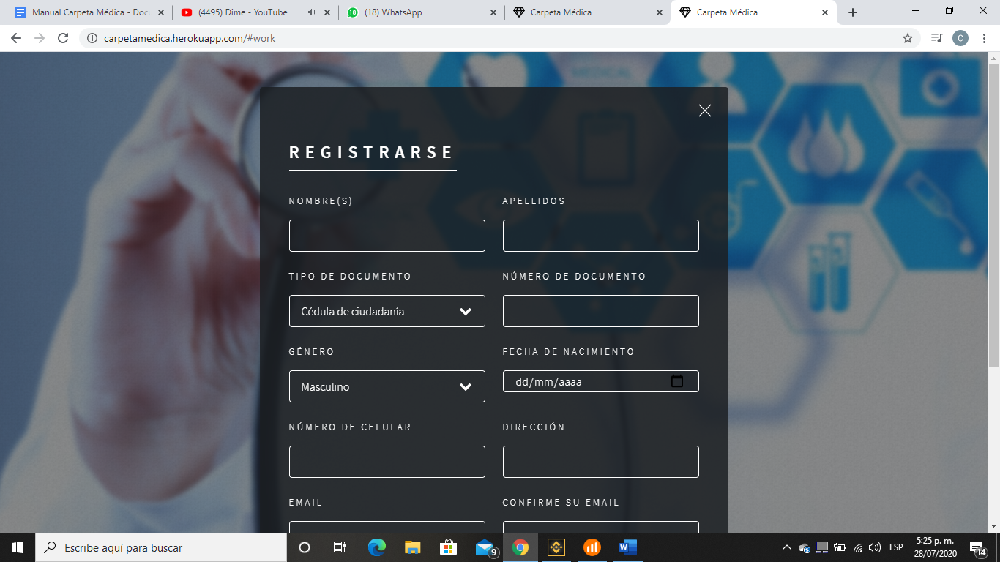 Manual Carpeta Médica - Docu
(4495) Dime - YouTube
(18) WhatsApp
Carpeta Médica
Carpeta Médica
carpetamedica.herokuapp.com/#work
C
MEDICAL
REGISTRARSE
NOMBRE(S) APELLIDOS
TIPO DE DOCUMENTO NÚMERO DE DOCUMENTO
Cédula de ciudadanía
GÉNERO FECHA DE NACIMIENTO
Masculino dd/mm/aaaa
NÚMERO DE CELULAR DIRECCIÓN
EMAIL CONFIRME SU EMAIL
Escribe aquí para buscar
9
ESP
5:25 p. m.
28/07/2020
14